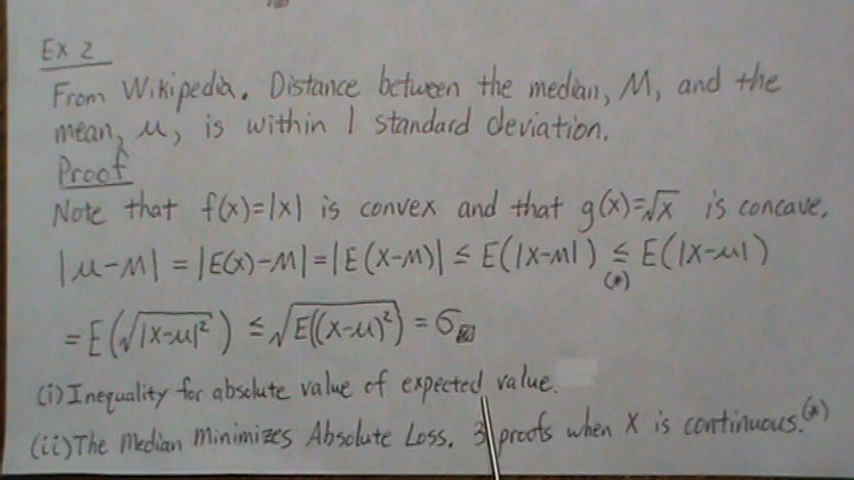 Ex 2
From Wikipedia. Distance between the median, M, and the
mean, μ, is within 1 standard deviation.
Proof
Note that f(x)=|x| is convex and that g(x)=√x is concave.
|μ-M| = |E(X)-M| = |E(X-M)| ≤ E(|X-M|) ≤ E(|X-μ|)
(*)
= E(√|X-μ|²) ≤ √E((X-μ)²) = σ
(i) Inequality for absolute value of expected value.
(ii) The Median Minimizes Absolute Loss. 3 proofs when X is continuous.(*)